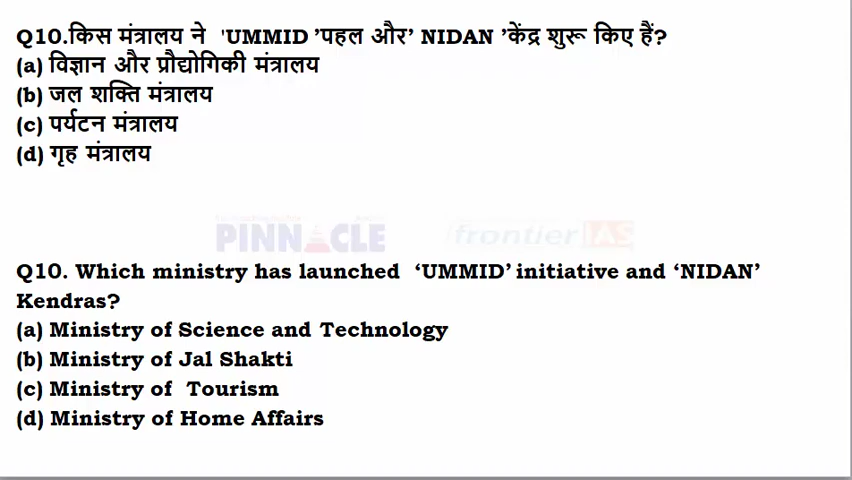 Q10.किस मंत्रालय ने 'UMMID ’पहल और’ NIDAN ’केंद्र शुरू किए हैं?
(a) विज्ञान और प्रौद्योगिकी मंत्रालय
(b) जल शक्ति मंत्रालय
(c) पर्यटन मंत्रालय
(d) गृह मंत्रालय
PINNACLE frontier IAS
Q10. Which ministry has launched ‘UMMID’ initiative and ‘NIDAN’
Kendras?
(a) Ministry of Science and Technology
(b) Ministry of Jal Shakti
(c) Ministry of Tourism
(d) Ministry of Home Affairs